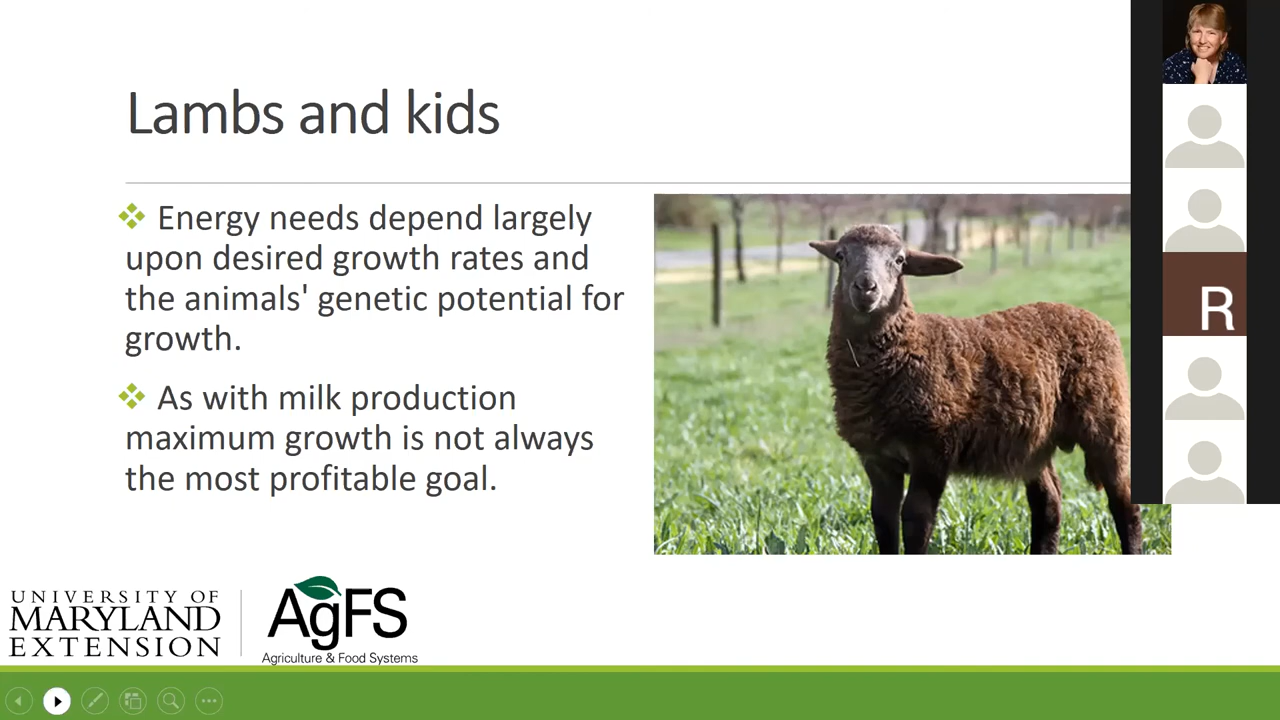 Lambs and kids
Energy needs depend largely
upon desired growth rates and
the animals' genetic potential for
growth.
As with milk production
maximum growth is not always
the most profitable goal.
UNIVERSITY OF
MARYLAND
EXTENSION
AgFS
Agriculture & Food Systems
R